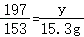 197/153 = y/15.3g